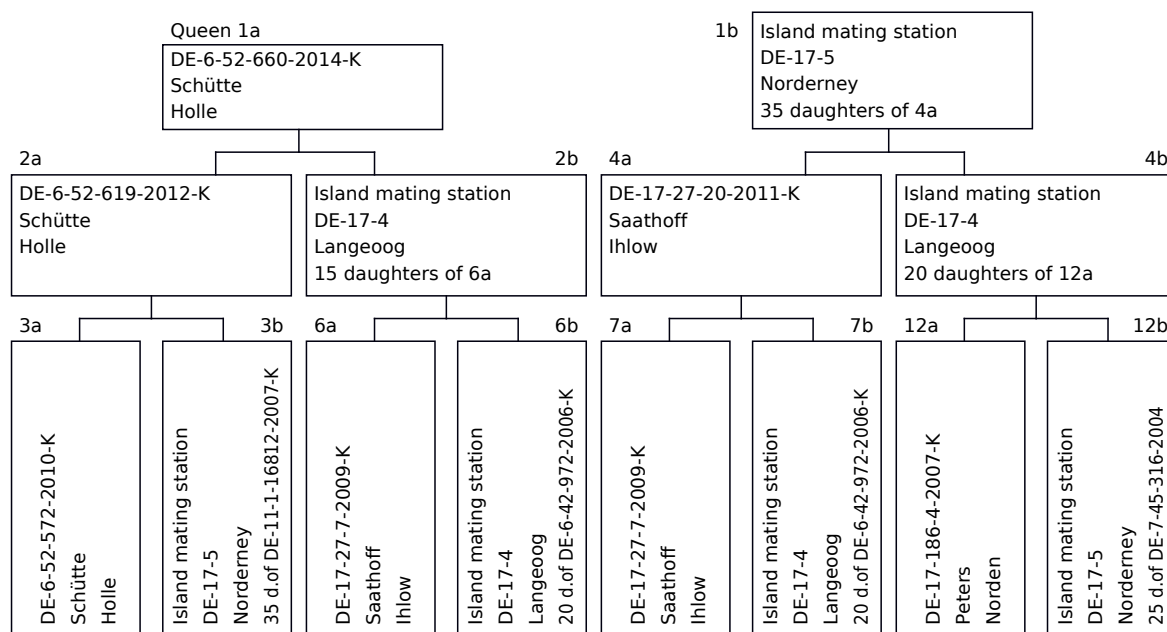 Queen 1a
DE-6-52-660-2014-K
Schütte
Holle
1b
Island mating station
DE-17-5
Norderney
35 daughters of 4a
2a
DE-6-52-619-2012-K
Schütte
Holle
2b
Island mating station
DE-17-4
Langeoog
15 daughters of 6a
4a
DE-17-27-20-2011-K
Saathoff
Ihlow
4b
Island mating station
DE-17-4
Langeoog
20 daughters of 12a
3a
DE-6-52-572-2010-K
Schütte
Holle
3b
Island mating station
DE-17-5
Norderney
35 d.of DE-11-1-16812-2007-K
6a
DE-17-27-7-2009-K
Saathoff
Ihlow
6b
Island mating station
DE-17-4
Langeoog
20 d.of DE-6-42-972-2006-K
7a
DE-17-27-7-2009-K
Saathoff
Ihlow
7b
Island mating station
DE-17-4
Langeoog
20 d.of DE-6-42-972-2006-K
12a
DE-17-186-4-2007-K
Peters
Norden
12b
Island mating station
DE-17-5
Norderney
25 d.of DE-7-45-316-2004